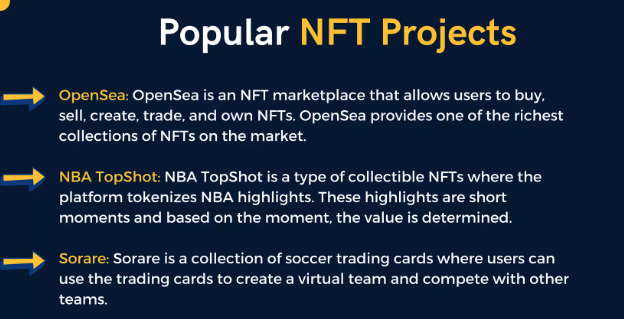 Popular NFT Projects
OpenSea: OpenSea is an NFT marketplace that allows users to buy,
sell, create, trade, and own NFTs. OpenSea provides one of the richest
collections of NFTs on the market.
NBA TopShot: NBA TopShot is a type of collectible NFTs where the
platform tokenizes NBA highlights. These highlights are short
moments and based on the moment, the value is determined.
Sorare: Sorare is a collection of soccer trading cards where users can
use the trading cards to create a virtual team and compete with other
teams.